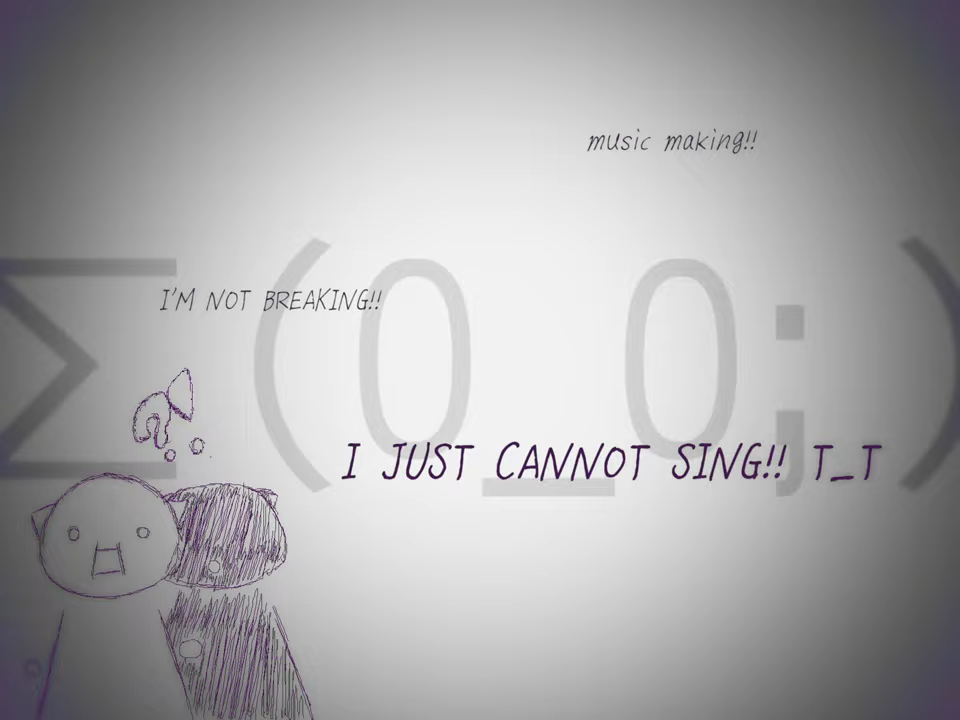 music making!!
I'M NOT BREAKING!!
Σ(0_0;)
I JUST CANNOT SING!! T_T
?!